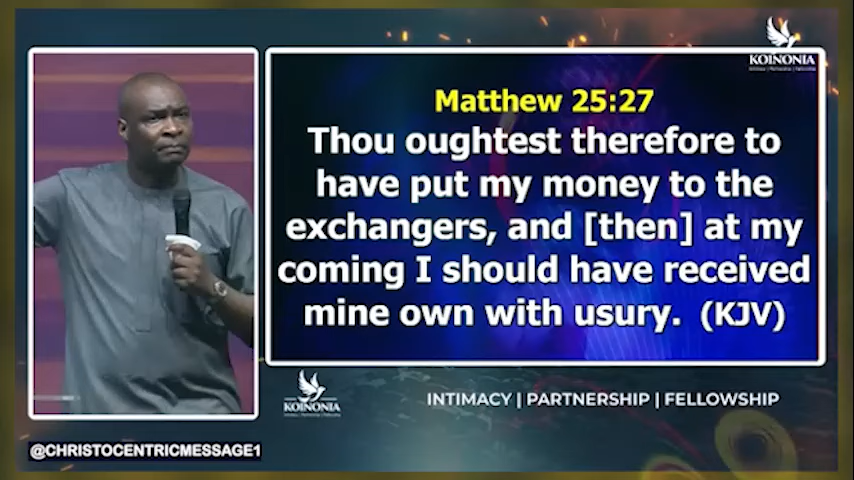 KOINONIA
Matthew 25:27
Thou oughtest therefore to
have put my money to the
exchangers, and [then] at my
coming I should have received
mine own with usury.  (KJV)
KOINONIA
INTIMACY | PARTNERSHIP | FELLOWSHIP
@CHRISTOCENTRICMESSAGE1